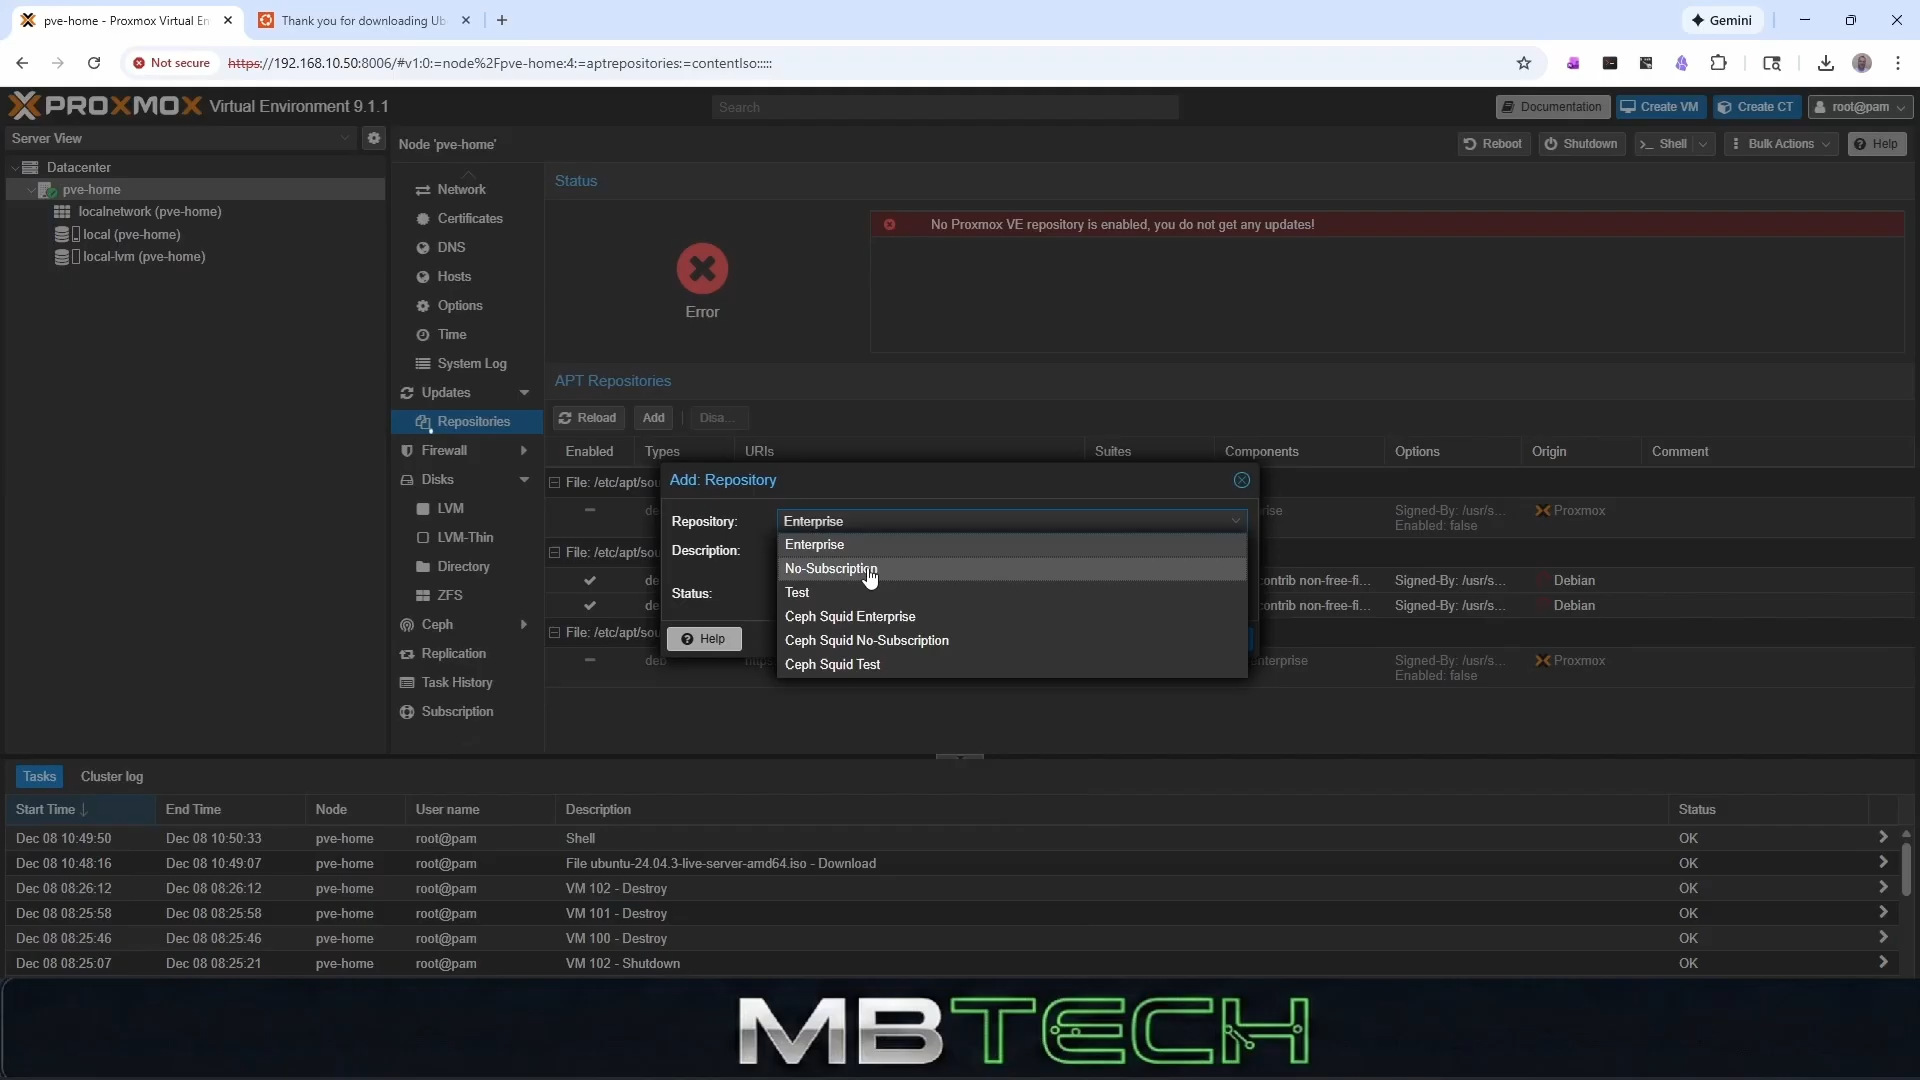 pve-home - Proxmox Virtual En
Thank you for downloading Ub
Gemini
Not secure
https://192.168.10.50:8006/#v1:0:=node%2Fpve-home:4:=aptrepositories:=contentIso:::::
PROXMOX Virtual Environment 9.1.1
Search
Documentation
Create VM
Create CT
root@pam
Server View
Node 'pve-home'
Reboot
Shutdown
Shell
Bulk Actions
Help
Datacenter
pve-home
localnetwork (pve-home)
local (pve-home)
local-lvm (pve-home)
Network
Certificates
DNS
Hosts
Options
Time
System Log
Updates
Repositories
Firewall
Disks
LVM
LVM-Thin
Directory
ZFS
Ceph
Replication
Task History
Subscription
Status
No Proxmox VE repository is enabled, you do not get any updates!
Error
APT Repositories
Reload
Add
Disa...
Enabled Types URIs Suites Components Options Origin Comment
File: /etc/apt/sou
de rise Signed-By: /usr/s... Proxmox
Enabled: false
File: /etc/apt/sou
de contrib non-free-fi... Signed-By: /usr/s... Debian
de contrib non-free-fi... Signed-By: /usr/s... Debian
File: /etc/apt/sou
deb https nterprise Signed-By: /usr/s... Proxmox
Enabled: false
Add: Repository
Repository: Enterprise
Description:
Status:
Help
Enterprise
No-Subscription
Test
Ceph Squid Enterprise
Ceph Squid No-Subscription
Ceph Squid Test
Tasks
Cluster log
Start Time End Time Node User name Description Status
Dec 08 10:49:50 Dec 08 10:50:33 pve-home root@pam Shell OK
Dec 08 10:48:16 Dec 08 10:49:07 pve-home root@pam File ubuntu-24.04.3-live-server-amd64.iso - Download OK
Dec 08 08:26:12 Dec 08 08:26:12 pve-home root@pam VM 102 - Destroy OK
Dec 08 08:25:58 Dec 08 08:25:58 pve-home root@pam VM 101 - Destroy OK
Dec 08 08:25:46 Dec 08 08:25:46 pve-home root@pam VM 100 - Destroy OK
Dec 08 08:25:07 Dec 08 08:25:21 pve-home root@pam VM 102 - Shutdown OK
MBTECH